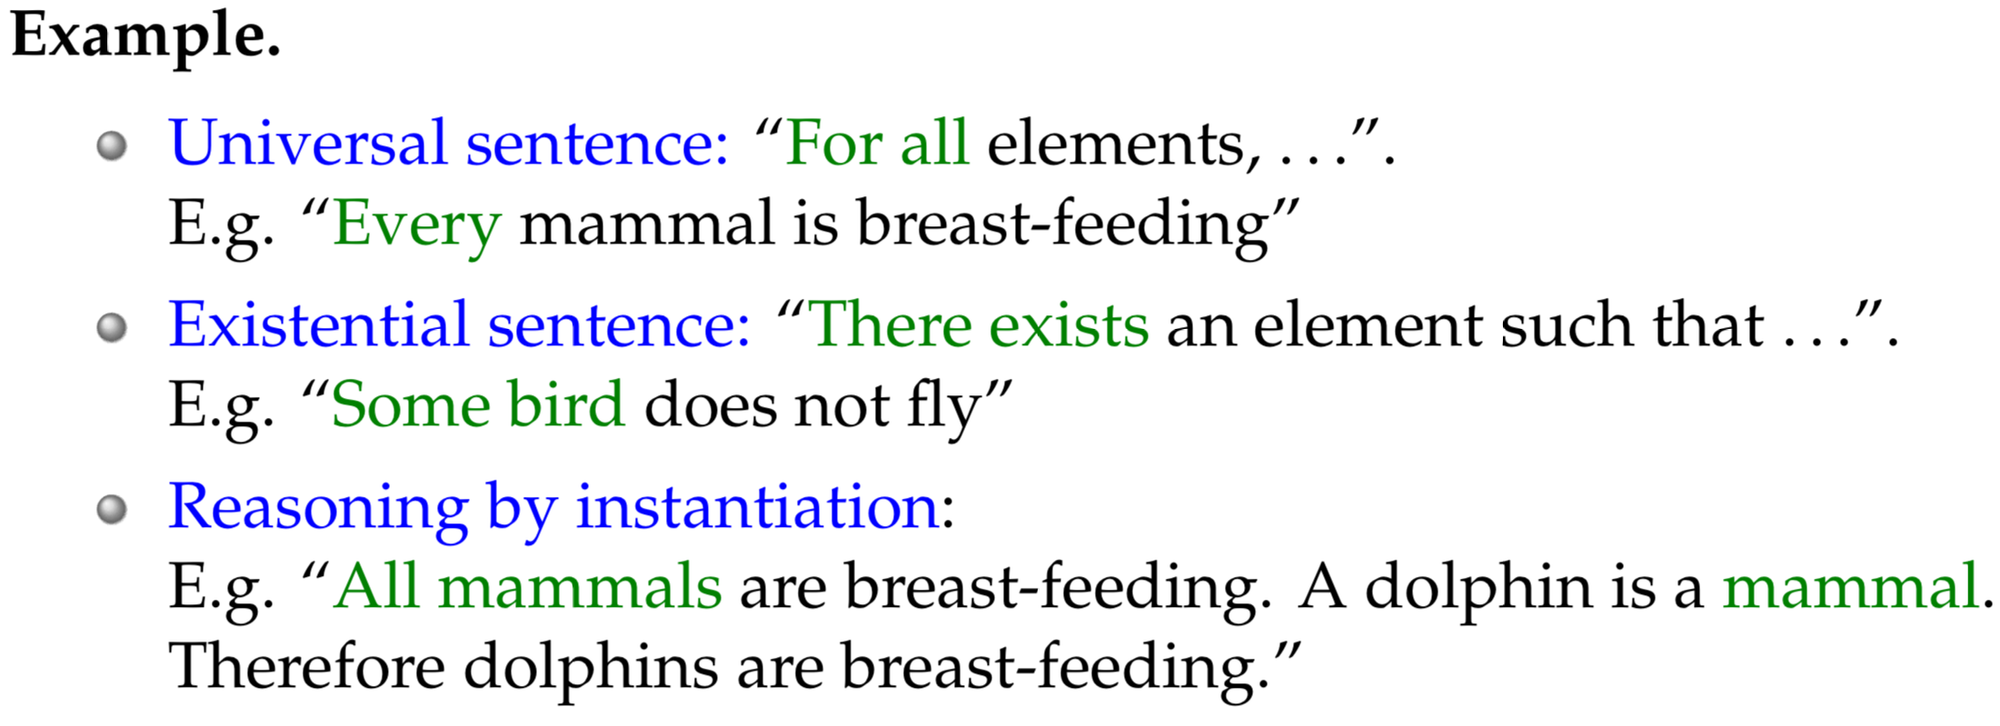 Example.
Universal sentence: “For all elements, . . .”.
E.g. “Every mammal is breast-feeding”
Existential sentence: “There exists an element such that . . .”.
E.g. “Some bird does not fly”
Reasoning by instantiation:
E.g. “All mammals are breast-feeding. A dolphin is a mammal.
Therefore dolphins are breast-feeding.”